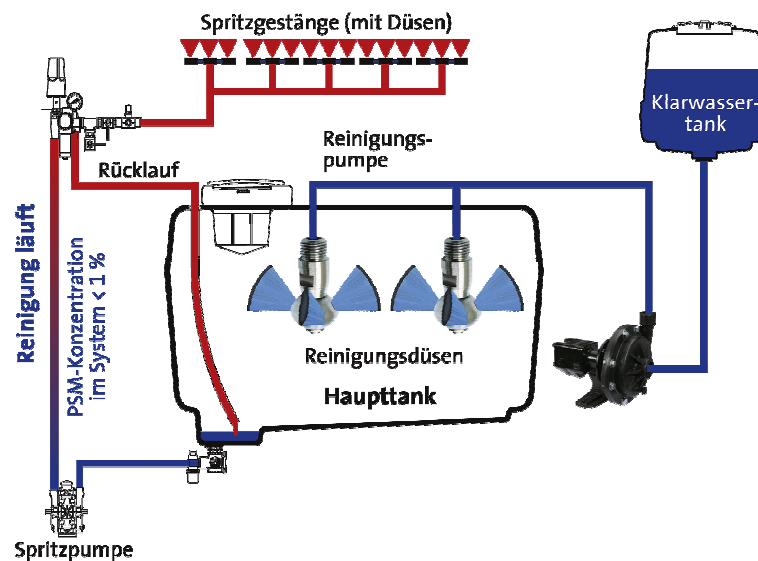 Spritzgestänge (mit Düsen)
Klarwasser-
tank
Reinigungs-
pumpe
Rücklauf
Reinigung läuft
PSM-Konzentration
im System < 1 %
Reinigungsdüsen
Haupttank
Spritzpumpe